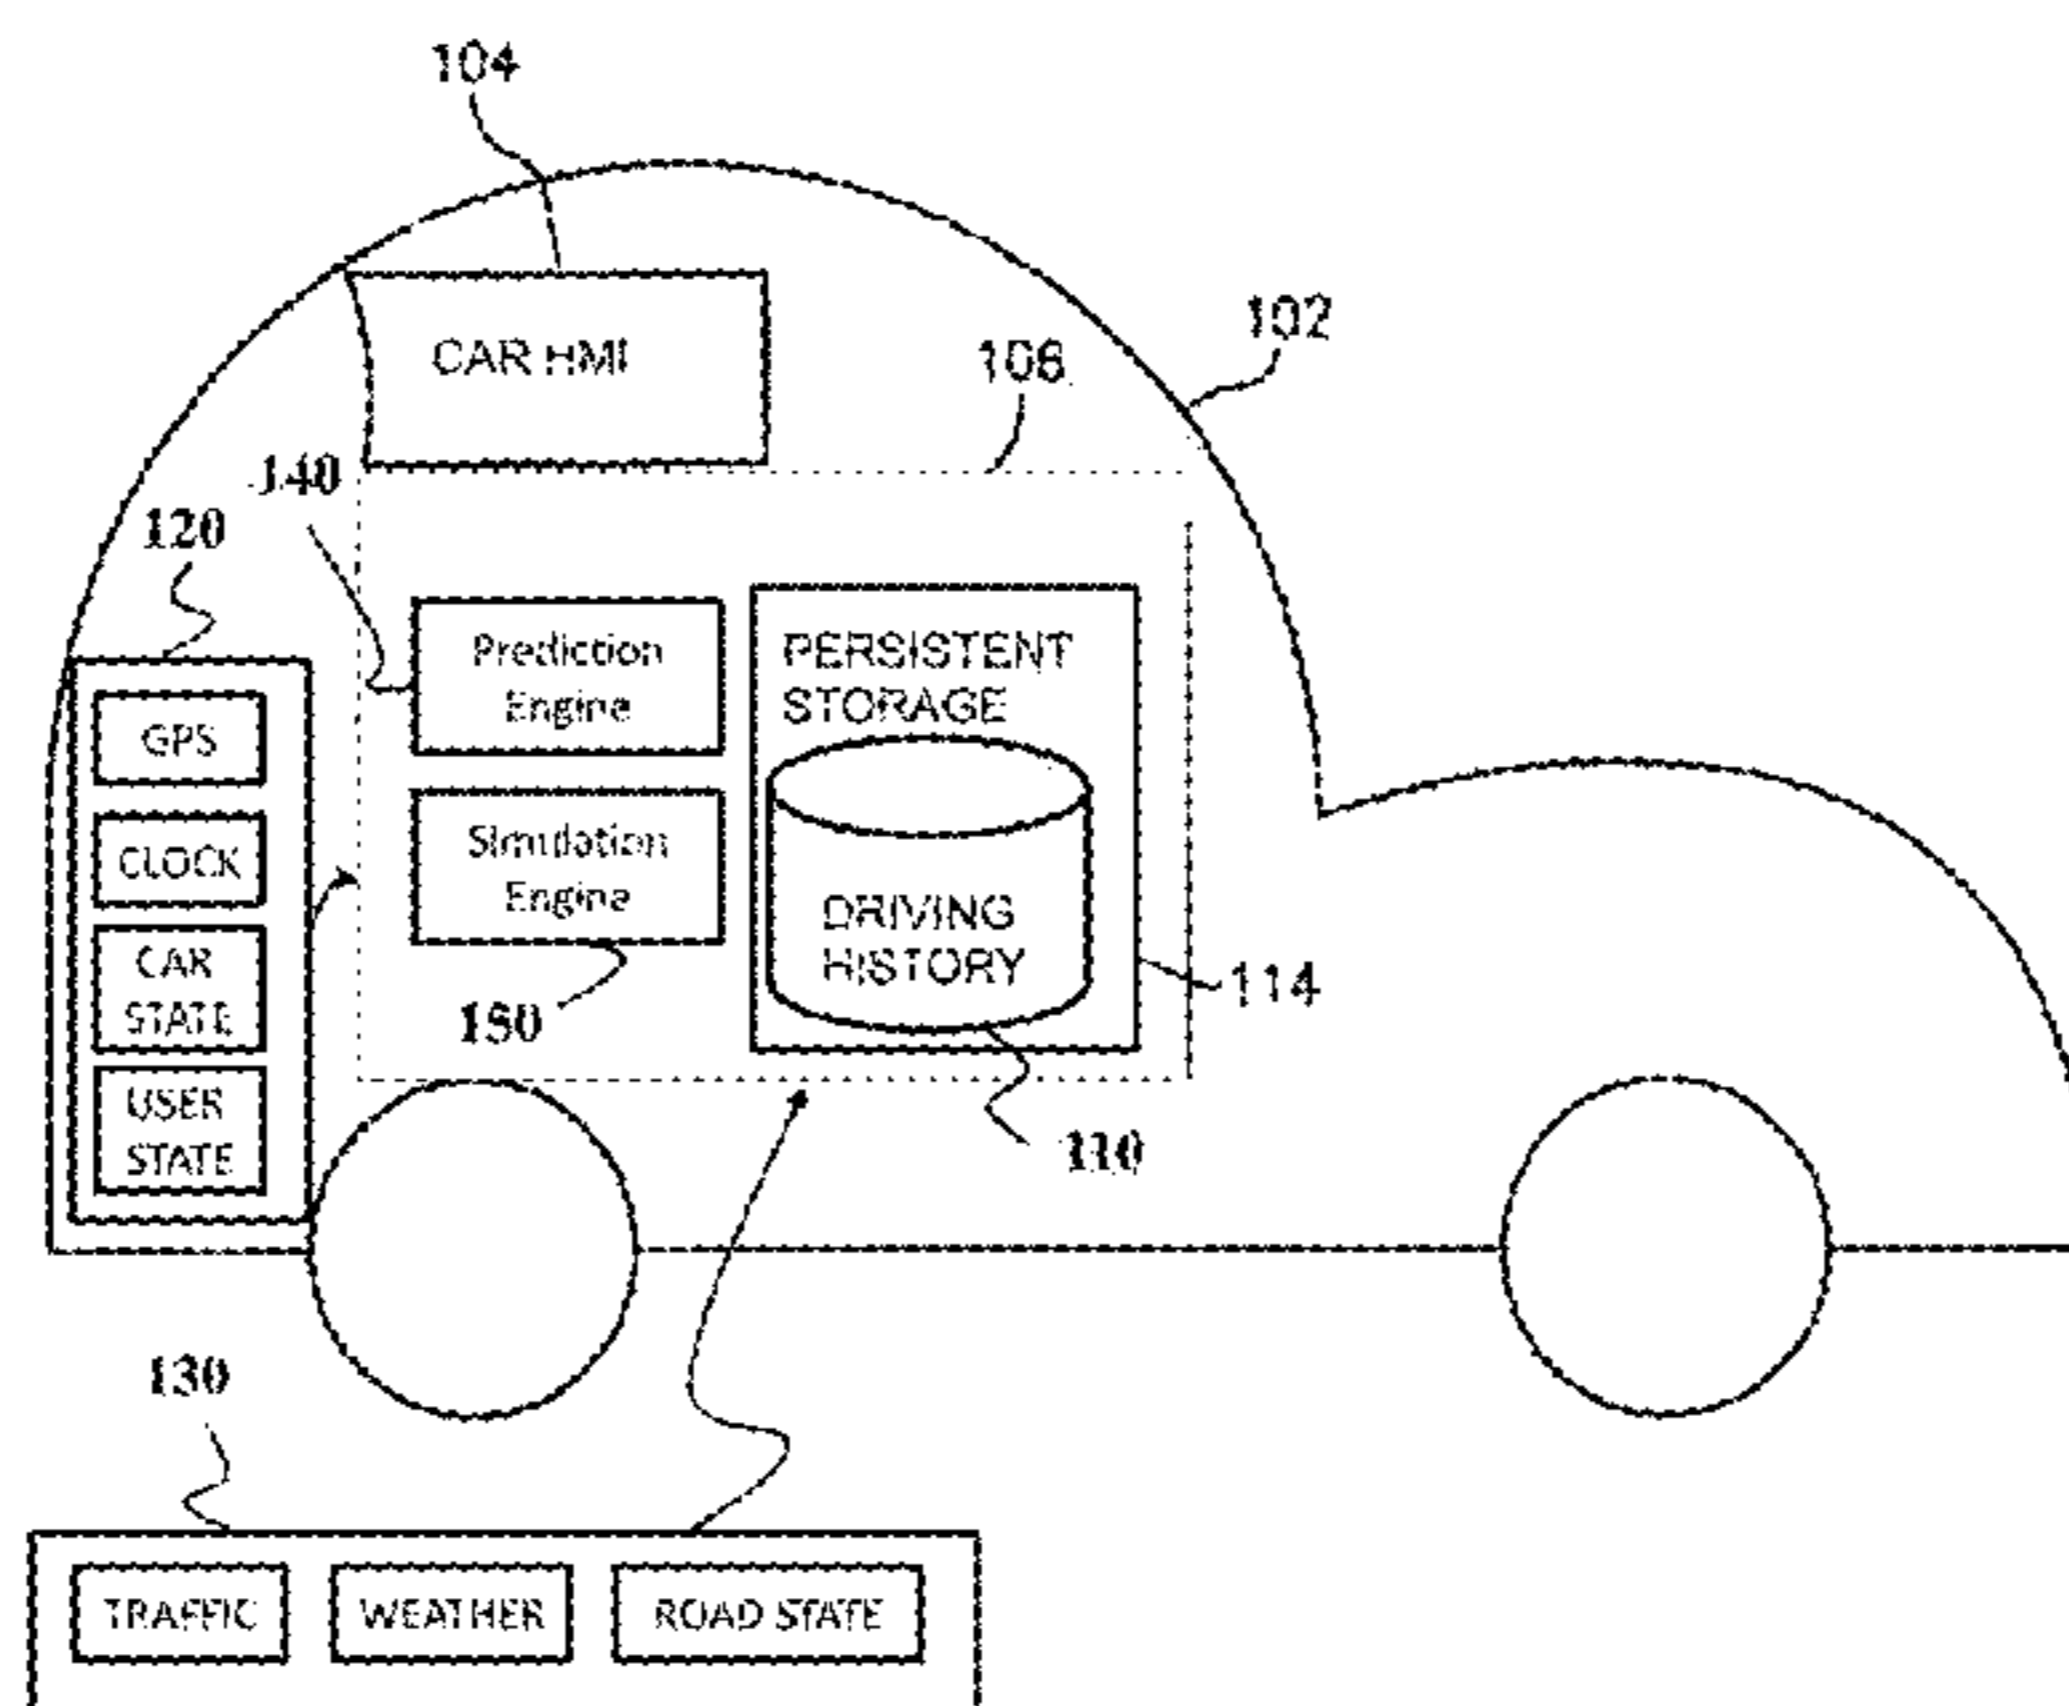 104
102
CAR HMI
106
140
120
Prediction
Engine
PERSISTENT
STORAGE
GPS
CLOCK
Simulation
Engine
DRIVING
HISTORY
CAR
STATE
114
150
USER
STATE
110
130
TRAFFIC
WEATHER
ROAD STATE